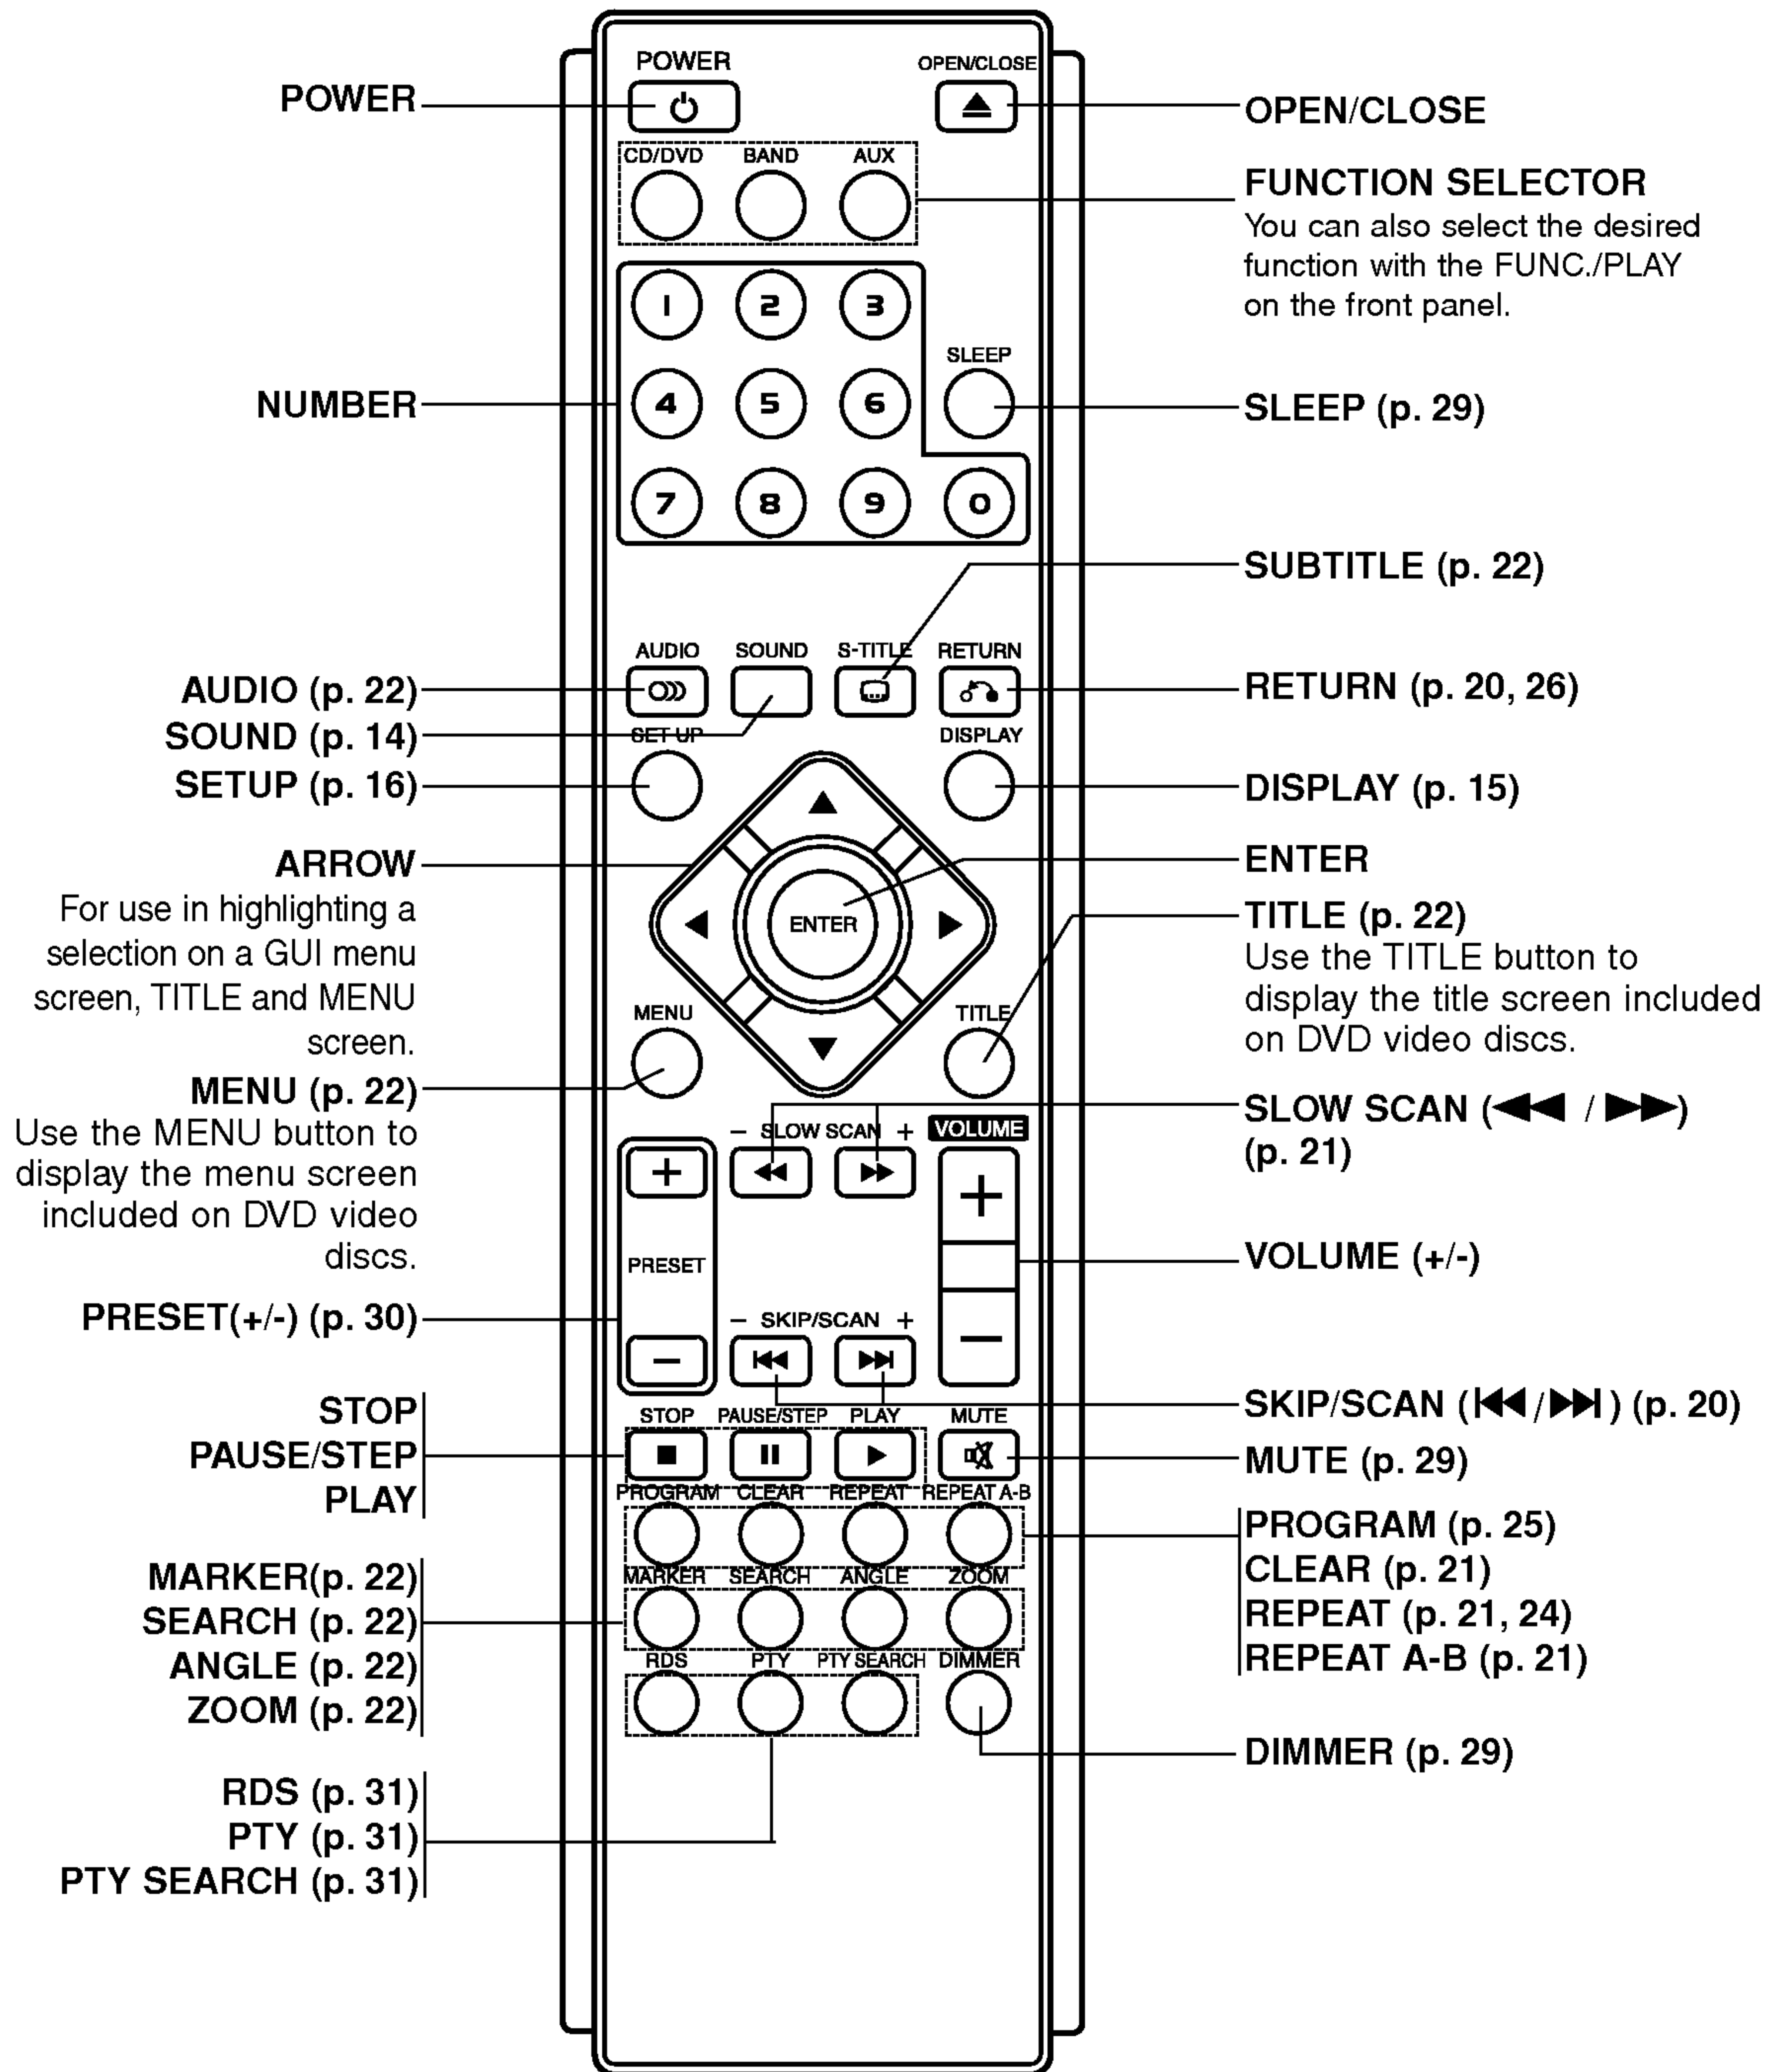 POWER
NUMBER
AUDIO (p. 22)
SOUND (p. 14)
SETUP (p. 16)
ARROW
For use in highlighting a
selection on a GUI menu
screen, TITLE and MENU
screen.
MENU (p. 22)
Use the MENU button to
display the menu screen
included on DVD video
discs.
PRESET(+/-) (p. 30)
STOP
PAUSE/STEP
PLAY
MARKER(p. 22)
SEARCH (p. 22)
ANGLE (p. 22)
ZOOM (p. 22)
RDS (p. 31)
PTY (p. 31)
PTY SEARCH (p. 31)
POWER OPEN/CLOSE
CD/DVD BAND AUX
1 2 3
SLEEP
4 5 6
7 8 9 0
AUDIO SOUND S-TITLE RETURN
SET UP DISPLAY
ENTER
MENU TITLE
- SLOW SCAN + VOLUME
+ ◀◀ ▶▶ +
PRESET
- SKIP/SCAN +
- |◀◀ ▶▶| -
STOP PAUSE/STEP PLAY MUTE
PROGRAM CLEAR REPEAT REPEAT A-B
MARKER SEARCH ANGLE ZOOM
RDS PTY PTY SEARCH DIMMER
OPEN/CLOSE
FUNCTION SELECTOR
You can also select the desired
function with the FUNC./PLAY
on the front panel.
SLEEP (p. 29)
SUBTITLE (p. 22)
RETURN (p. 20, 26)
DISPLAY (p. 15)
ENTER
TITLE (p. 22)
Use the TITLE button to
display the title screen included
on DVD video discs.
SLOW SCAN (◀◀ / ▶▶)
(p. 21)
VOLUME (+/-)
SKIP/SCAN (|◀◀/▶▶|) (p. 20)
MUTE (p. 29)
PROGRAM (p. 25)
CLEAR (p. 21)
REPEAT (p. 21, 24)
REPEAT A-B (p. 21)
DIMMER (p. 29)